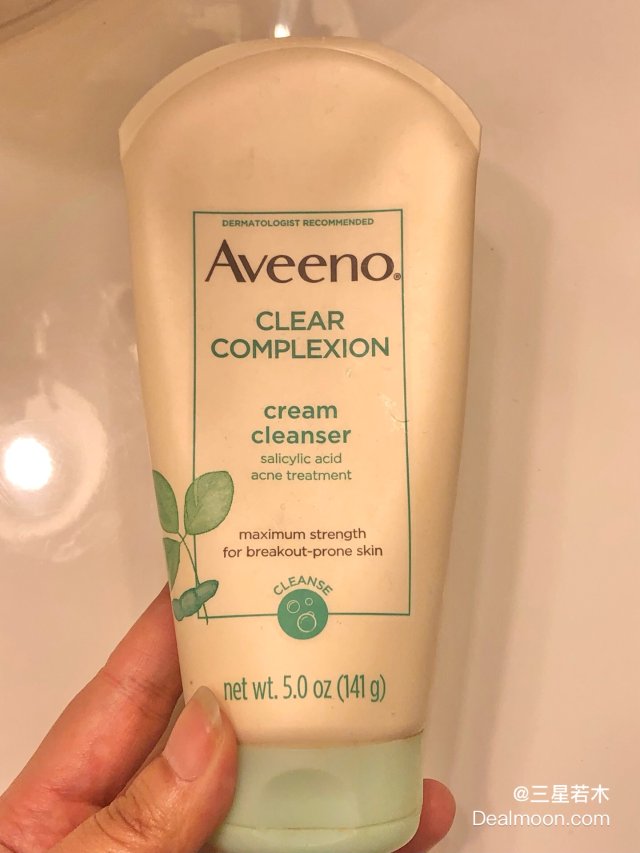 DERMATOLOGIST RECOMMENDED
Aveeno®
CLEAR
COMPLEXION
cream
cleanser
salicylic acid
acne treatment
maximum strength
for breakout-prone skin
CLEANSE
net wt. 5.0 oz (141 g)
@三星若木
Dealmoon.com